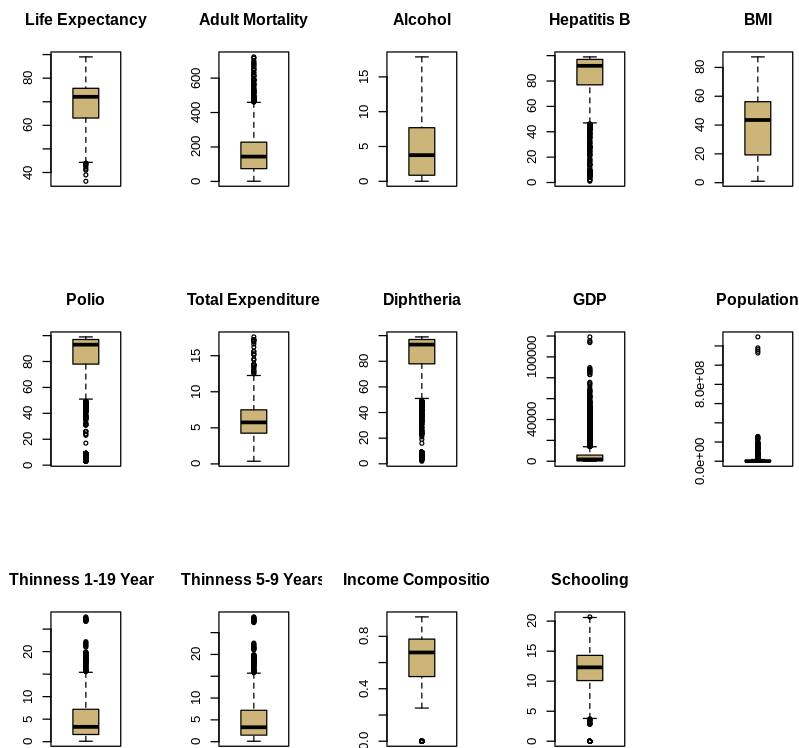 Life Expectancy
Adult Mortality
Alcohol
Hepatitis B
BMI
40 60 80
0 200 400 600
0 5 10 15
0 20 40 60 80
0 20 40 60 80
Polio
Total Expenditure
Diphtheria
GDP
Population
0 20 40 60 80
0 5 10 15
0 20 40 60 80
0 40000 100000
0.0e+00 8.0e+08
Thinness 1-19 Year
Thinness 5-9 Years
Income Compositio
Schooling
0 5 10 20
0 5 10 20
0.0 0.4 0.8
0 5 10 15 20